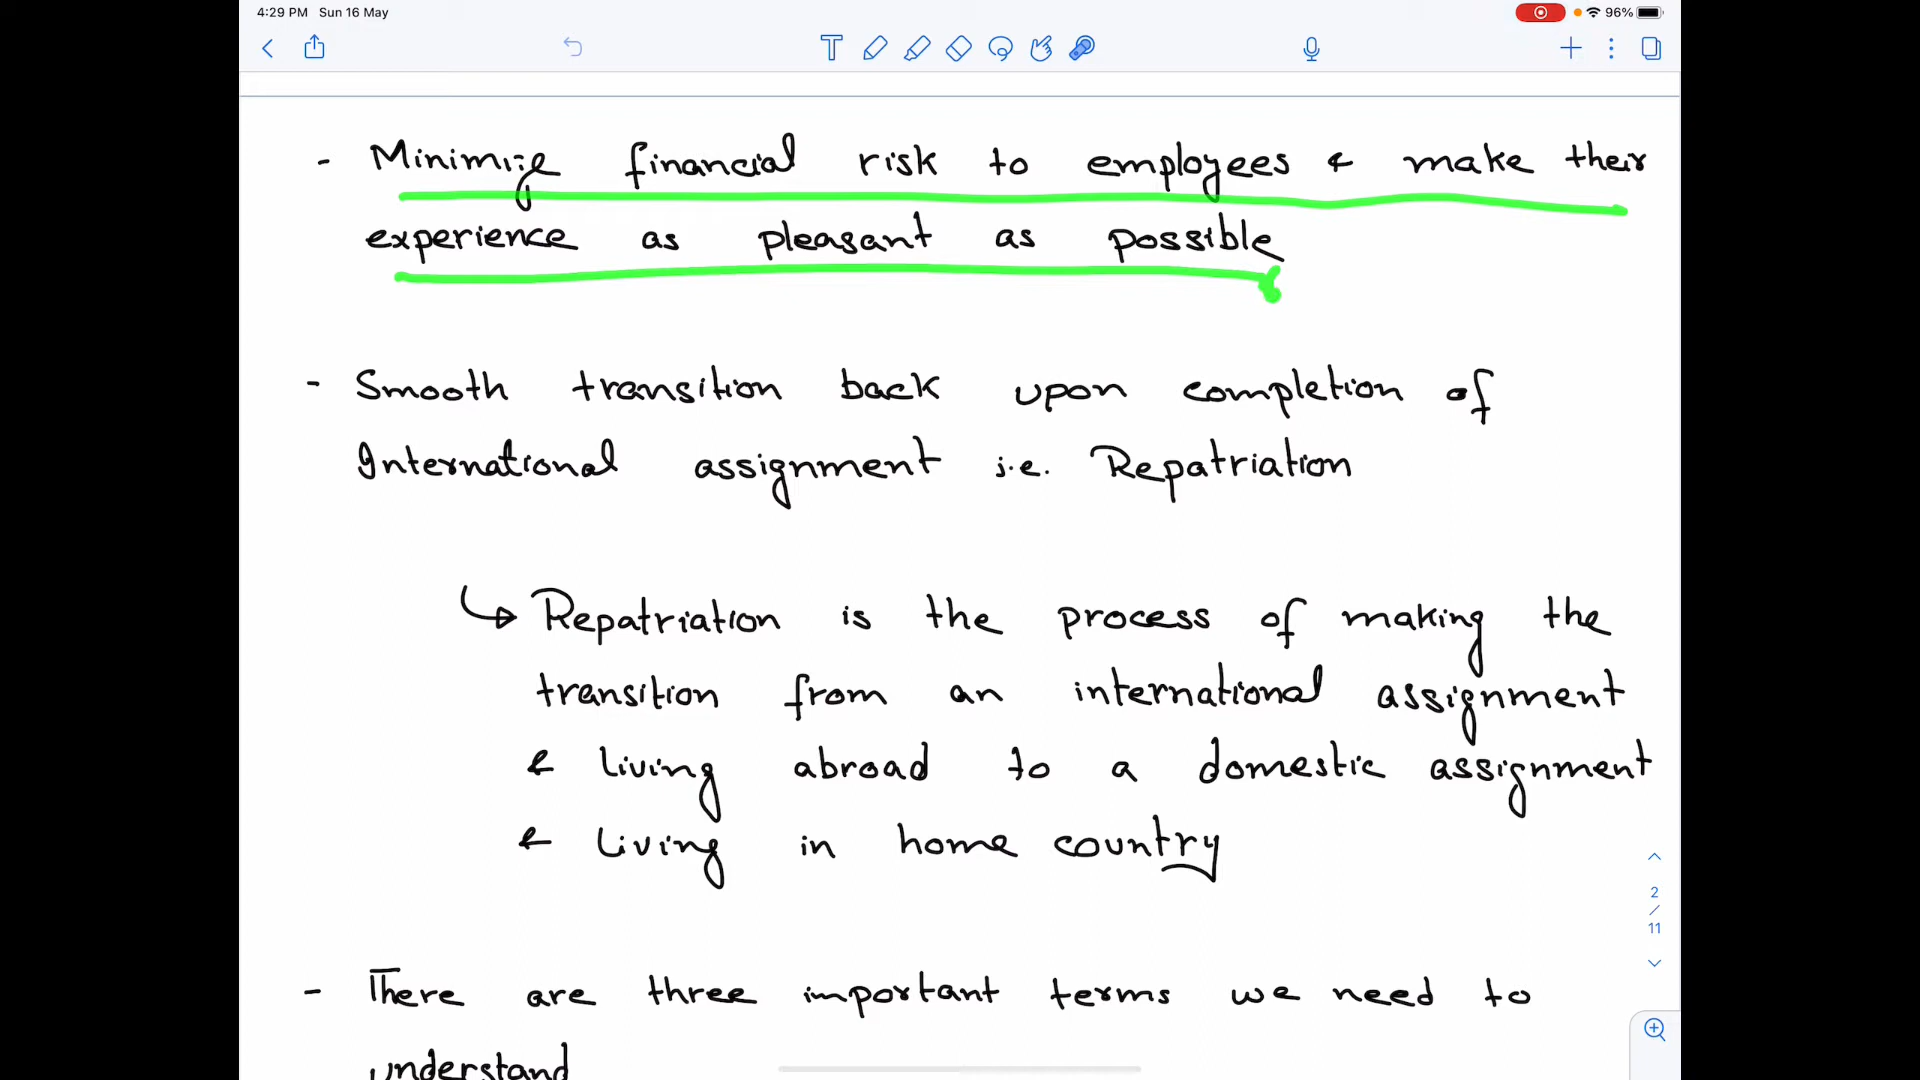 4:29 PM Sun 16 May
96%
- Minimize financial risk to employees & make their
experience as pleasant as possible
- Smooth transition back upon completion of
International assignment i.e. Repatriation
↳ Repatriation is the process of making the
transition from an international assignment
& living abroad to a domestic assignment
& living in home country
2
/
11
- There are three important terms we need to
understand